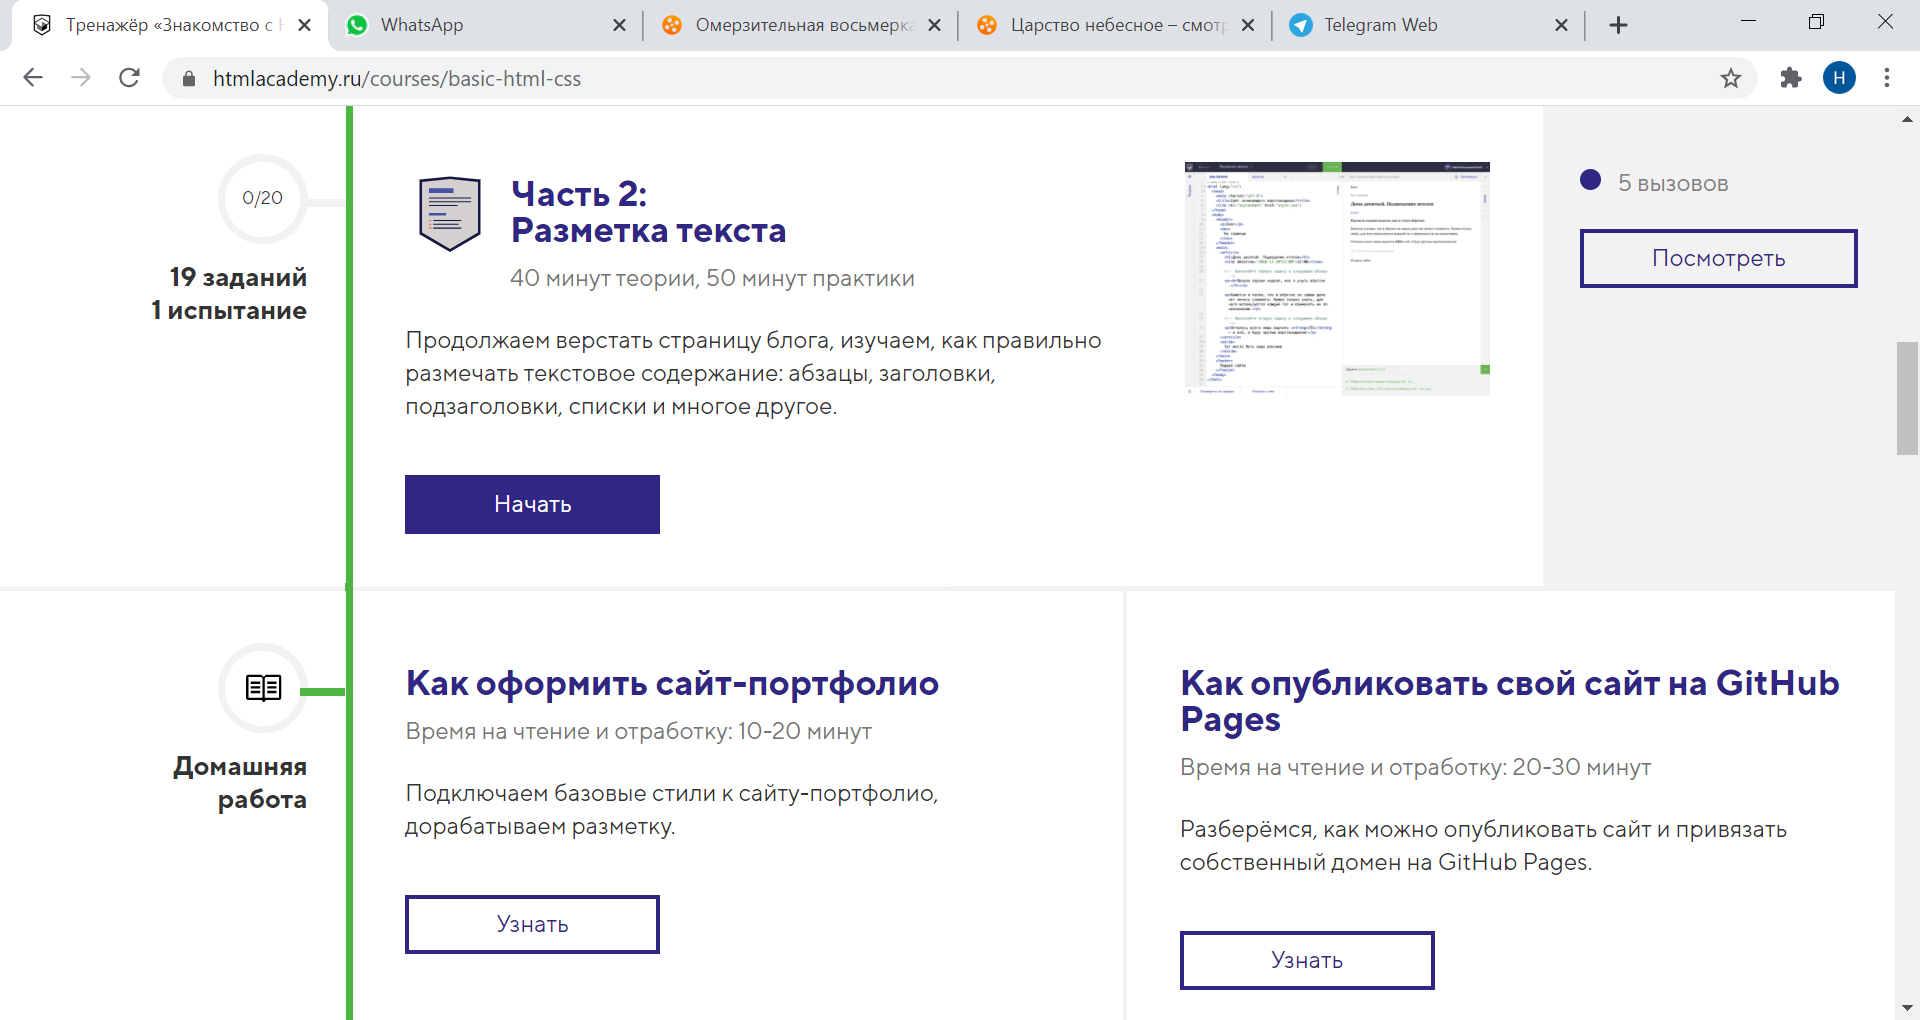 Тренажёр «Знакомство с
WhatsApp
Омерзительная восьмерка
Царство небесное – смотр
Telegram Web
htmlacademy.ru/courses/basic-html-css
H
0/20
19 заданий
1 испытание
Часть 2:
Разметка текста
40 минут теории, 50 минут практики
Продолжаем верстать страницу блога, изучаем, как правильно
размечать текстовое содержание: абзацы, заголовки,
подзаголовки, списки и многое другое.
Начать
5 вызовов
Посмотреть
Домашняя
работа
Как оформить сайт-портфолио
Время на чтение и отработку: 10-20 минут
Подключаем базовые стили к сайту-портфолио,
дорабатываем разметку.
Узнать
Как опубликовать свой сайт на GitHub
Pages
Время на чтение и отработку: 20-30 минут
Разберёмся, как можно опубликовать сайт и привязать
собственный домен на GitHub Pages.
Узнать